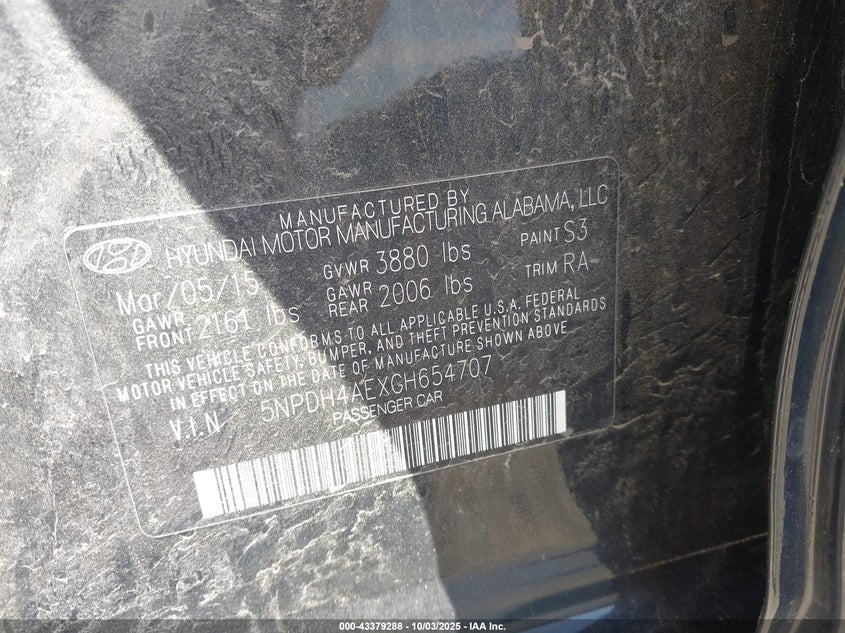 MANUFACTURED BY
HYUNDAI MOTOR MANUFACTURING ALABAMA, LLC
Mar/05/15 GVWR 3880 lbs PAINT S3
GAWR FRONT 2161 lbs GAWR REAR 2006 lbs TRIM RA
THIS VEHICLE CONFORMS TO ALL APPLICABLE U.S.A. FEDERAL
MOTOR VEHICLE SAFETY, BUMPER, AND THEFT PREVENTION STANDARDS
IN EFFECT ON THE DATE OF MANUFACTURE SHOWN ABOVE
V.I.N 5NPDH4AEXGH654707
PASSENGER CAR
000-43379288 - 10/03/2025 - IAA Inc.